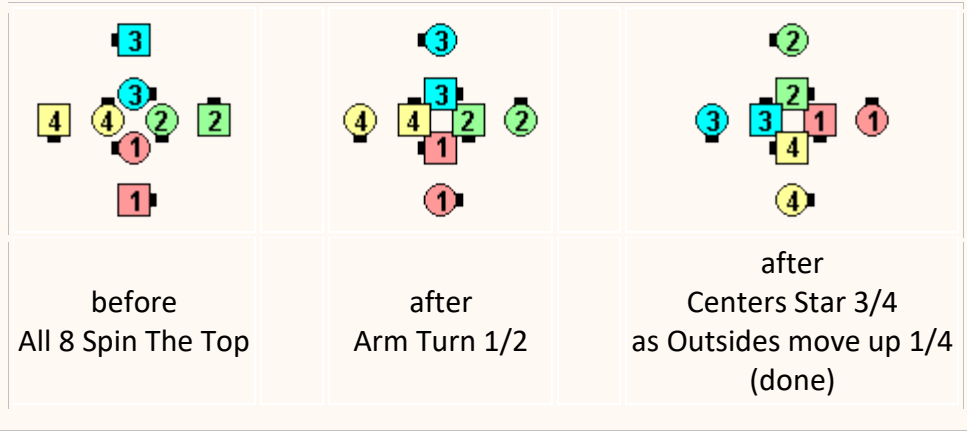 3
3
4 4 2 2
1
1
before
All 8 Spin The Top
3
3
4 4 2 2
1
1
after
Arm Turn 1/2
2
2
3 3 1 1
4
4
after
Centers Star 3/4
as Outsides move up 1/4
(done)